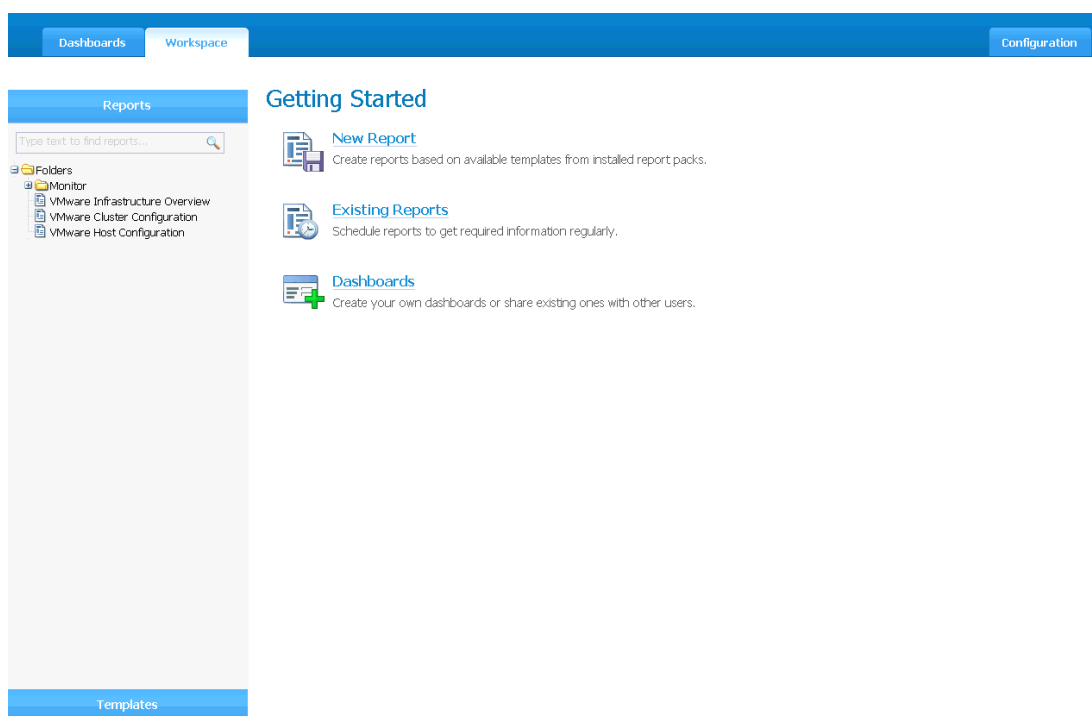 Dashboards
Workspace
Configuration
Reports
Type text to find reports...
Folders
Monitor
VMware Infrastructure Overview
VMware Cluster Configuration
VMware Host Configuration
Templates
Getting Started
New Report
Create reports based on available templates from installed report packs.
Existing Reports
Schedule reports to get required information regularly.
Dashboards
Create your own dashboards or share existing ones with other users.